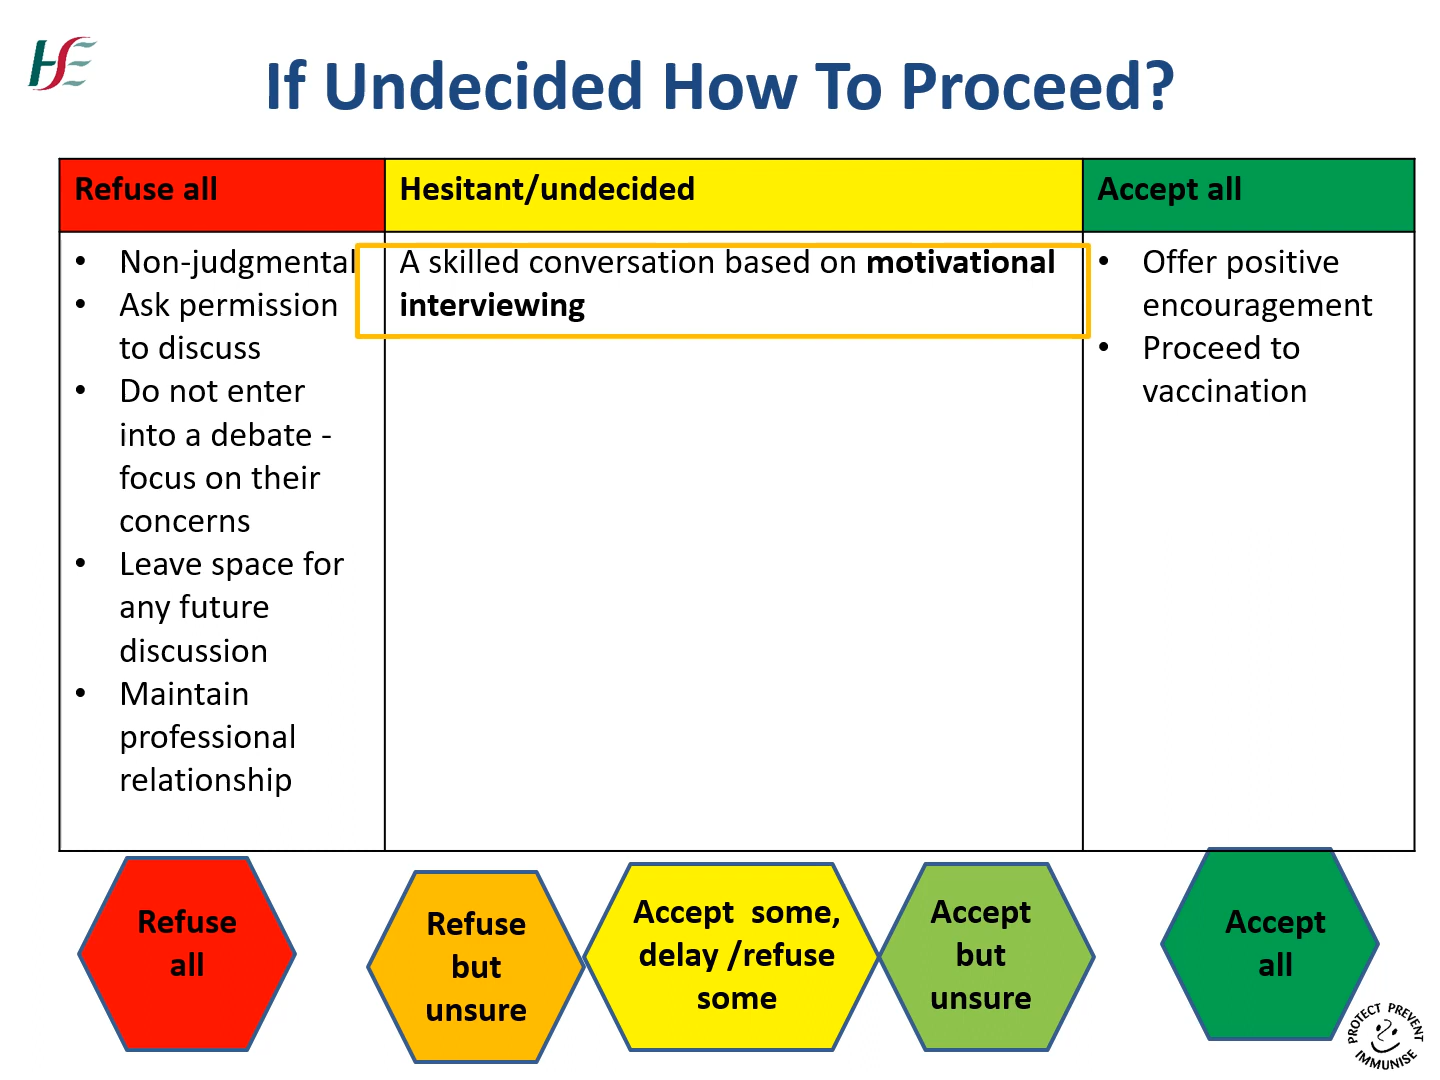 HSE
If Undecided How To Proceed?
Refuse all
Hesitant/undecided
Accept all
• Non-judgmental
• Ask permission
to discuss
• Do not enter
into a debate -
focus on their
concerns
• Leave space for
any future
discussion
• Maintain
professional
relationship
A skilled conversation based on motivational
interviewing
• Offer positive
encouragement
• Proceed to
vaccination
Refuse
all
Refuse
but
unsure
Accept some,
delay /refuse
some
Accept
but
unsure
Accept
all
PROTECT PREVENT
IMMUNISE